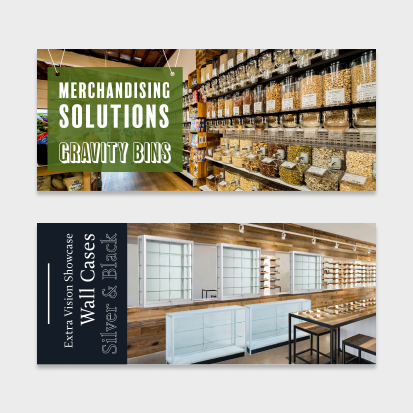 MERCHANDISING
SOLUTIONS
GRAVITY BINS
Extra Vision Showcase
Wall Cases
Silver & Black